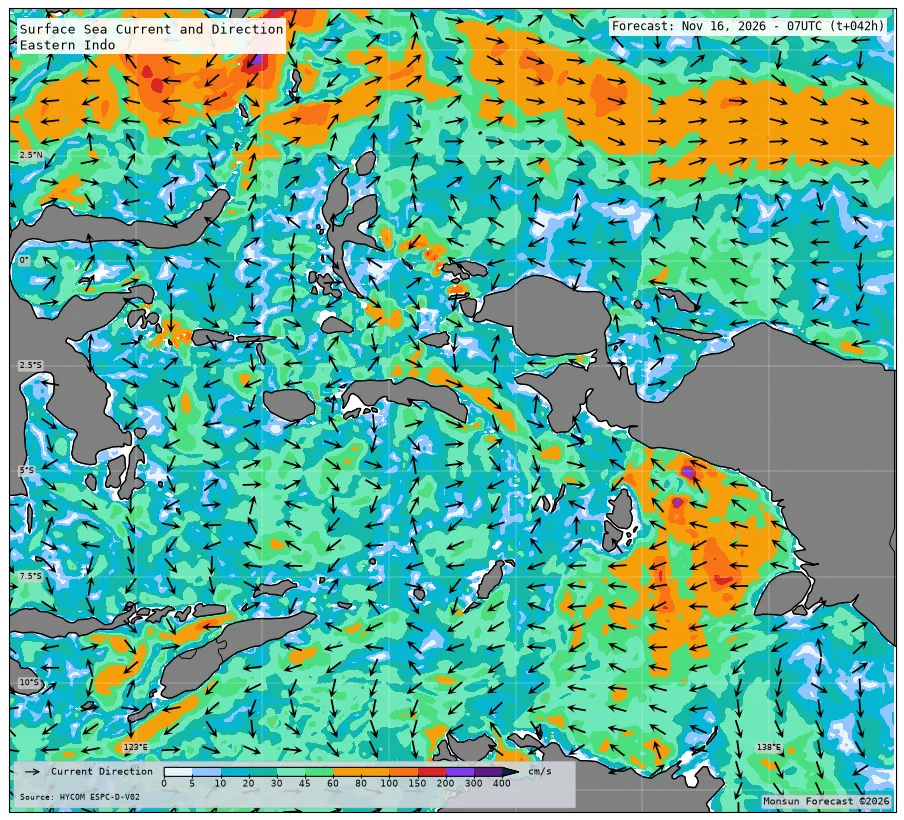 Surface Sea Current and Direction
Eastern Indo
Forecast: Nov 16, 2026 - 07UTC (t+042h)
2.5°N
0°
2.5°S
5°S
7.5°S
10°S
123°E
138°E
Current Direction
0 5 10 20 30 45 60 80 100 150 200 300 400
cm/s
Source: HYCOM ESPC-D-V02
Monsun Forecast ©2026